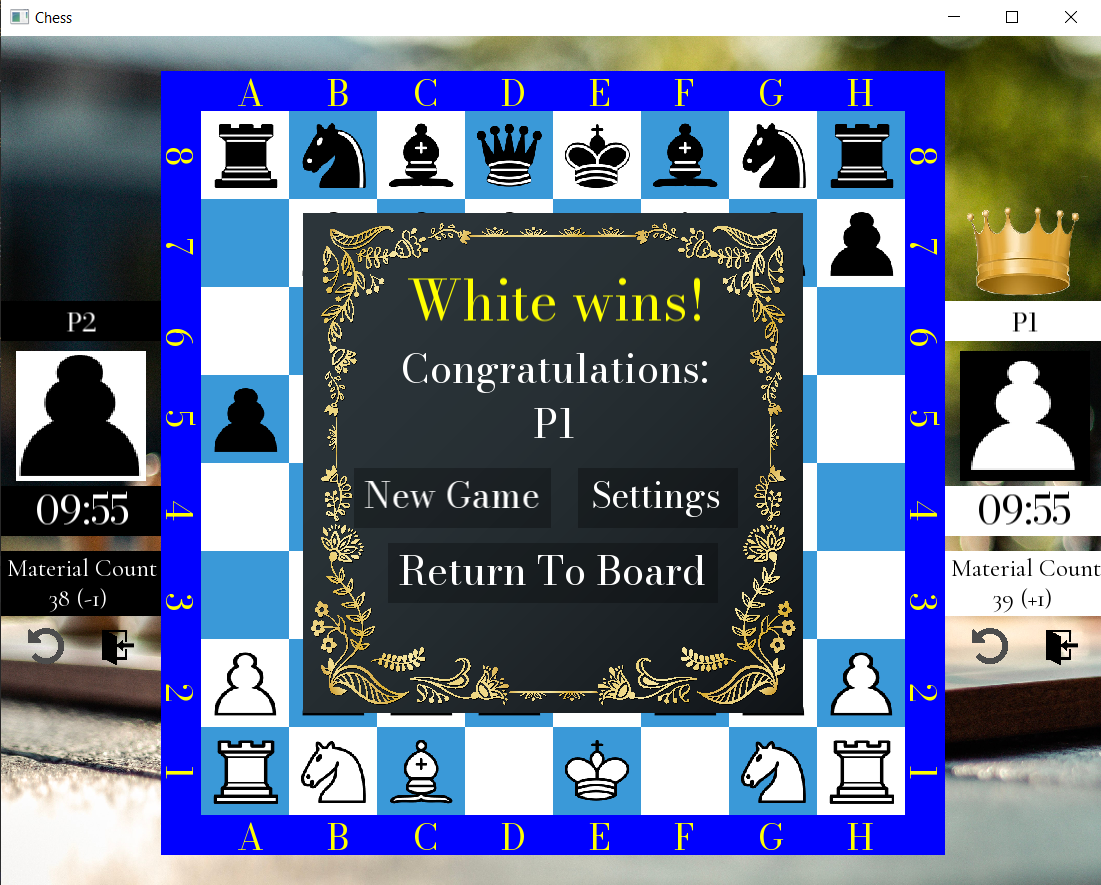 Chess
A B C D E F G H
8 8
7 7
6 6
5 5
4 4
3 3
2 2
1 1
A B C D E F G H
P2
09:55
Material Count
38 (-1)
White wins!
Congratulations:
P1
New Game Settings
Return To Board
P1
09:55
Material Count
39 (+1)